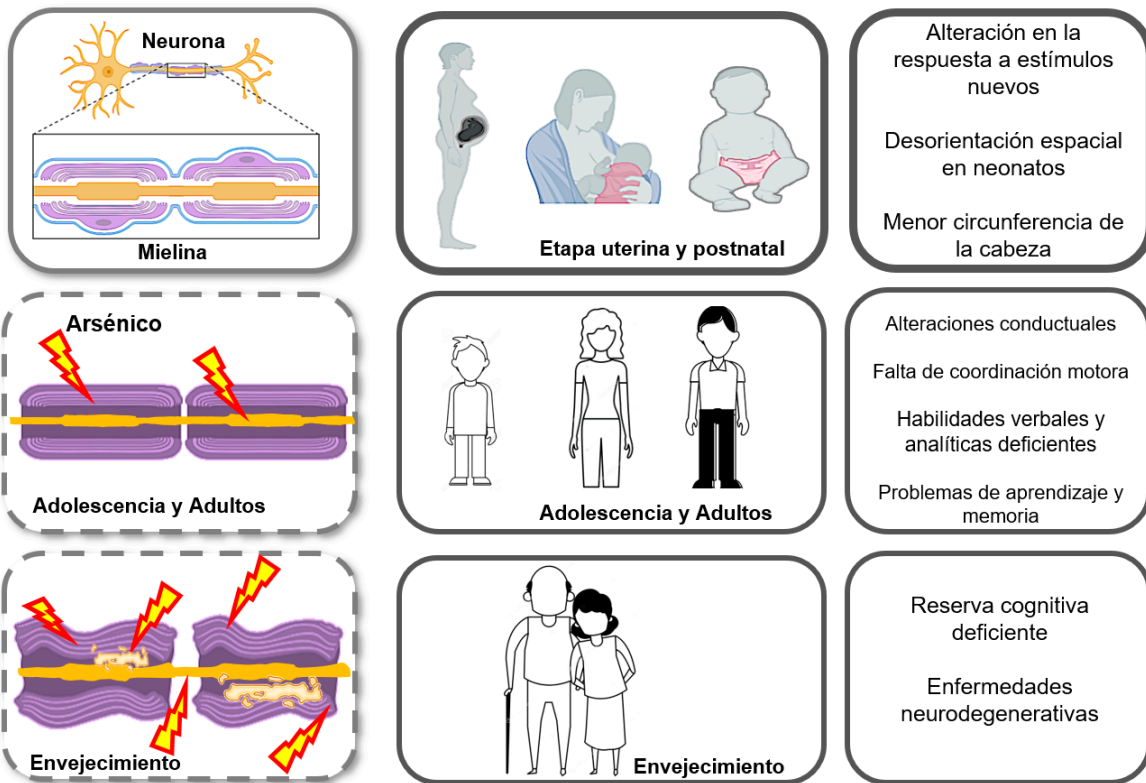 Neurona
Mielina
Etapa uterina y postnatal
Alteración en la
respuesta a estímulos
nuevos
Desorientación espacial
en neonatos
Menor circunferencia de
la cabeza
Arsénico
Adolescencia y Adultos
Adolescencia y Adultos
Alteraciones conductuales
Falta de coordinación motora
Habilidades verbales y
analíticas deficientes
Problemas de aprendizaje y
memoria
Envejecimiento
Envejecimiento
Reserva cognitiva
deficiente
Enfermedades
neurodegenerativas